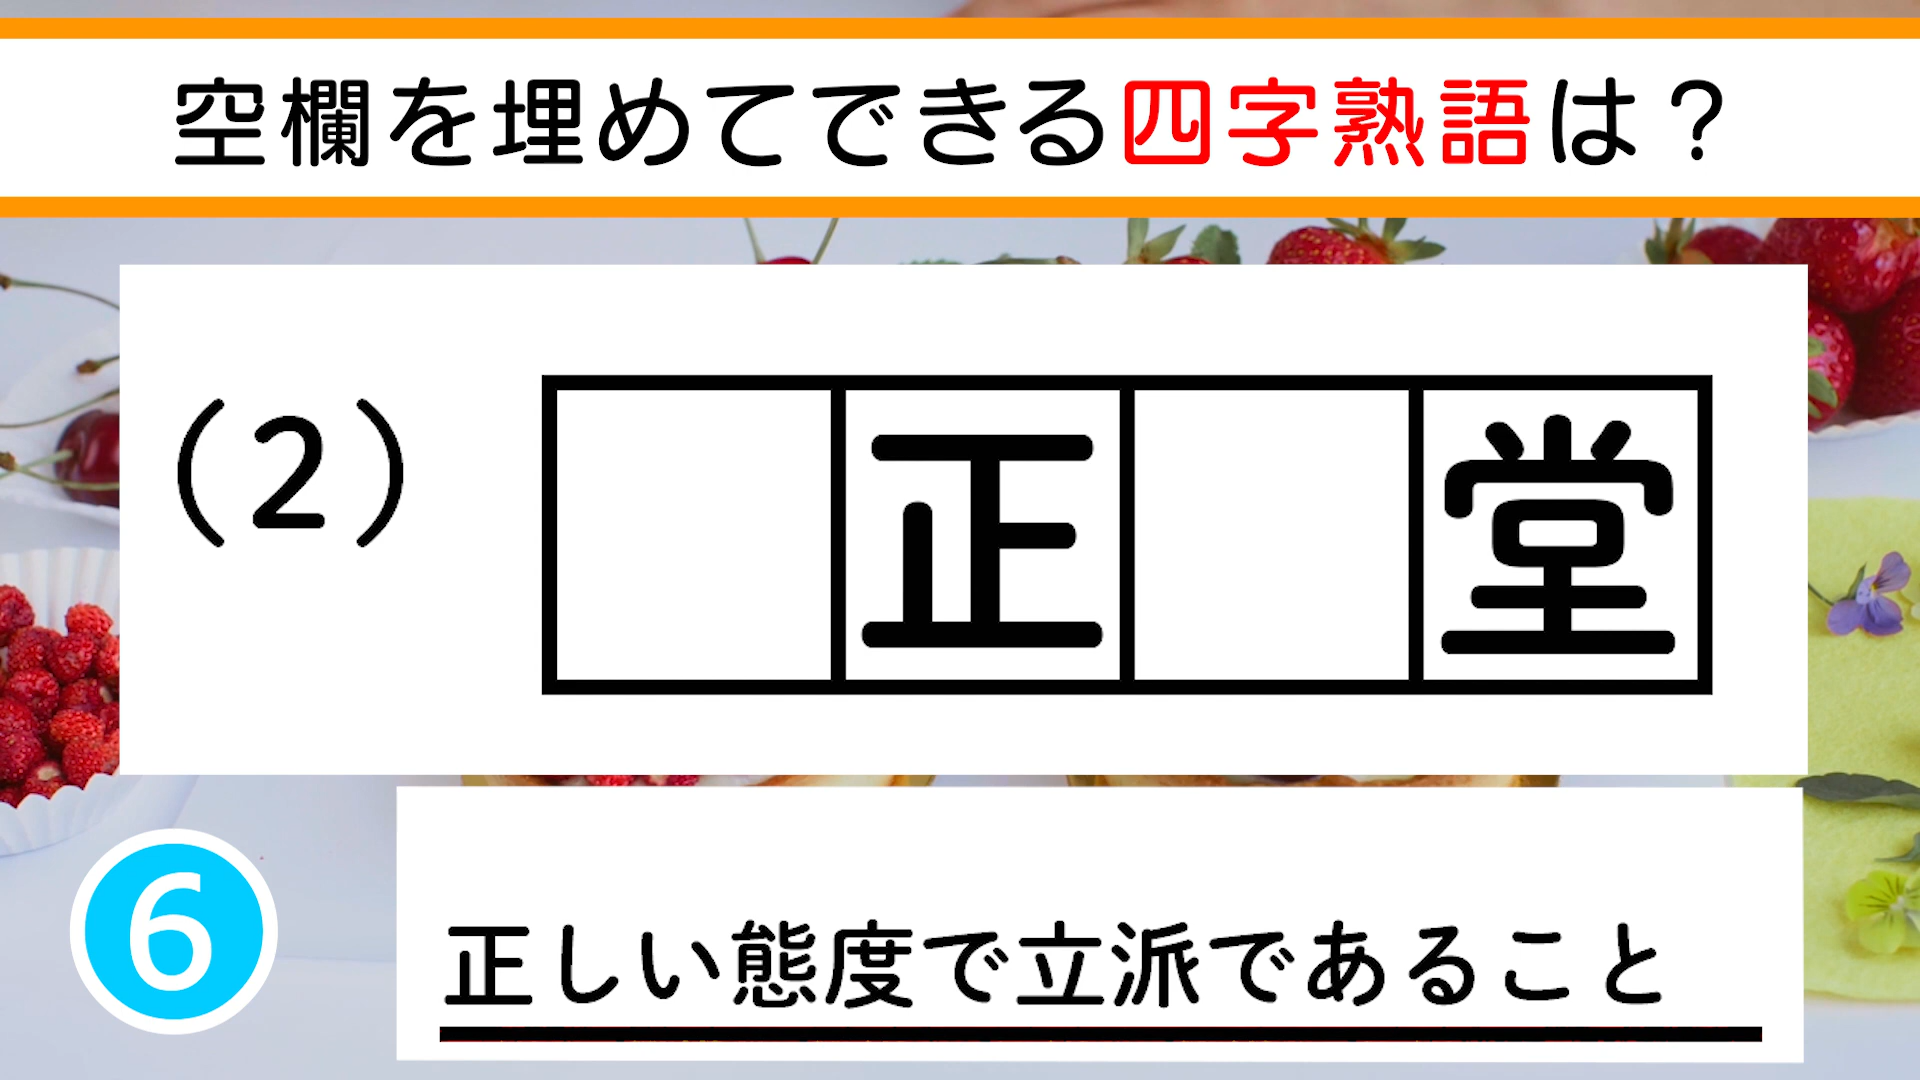 空欄を埋めてできる四字熟語は？
（2） 正 堂
6
正しい態度で立派であること